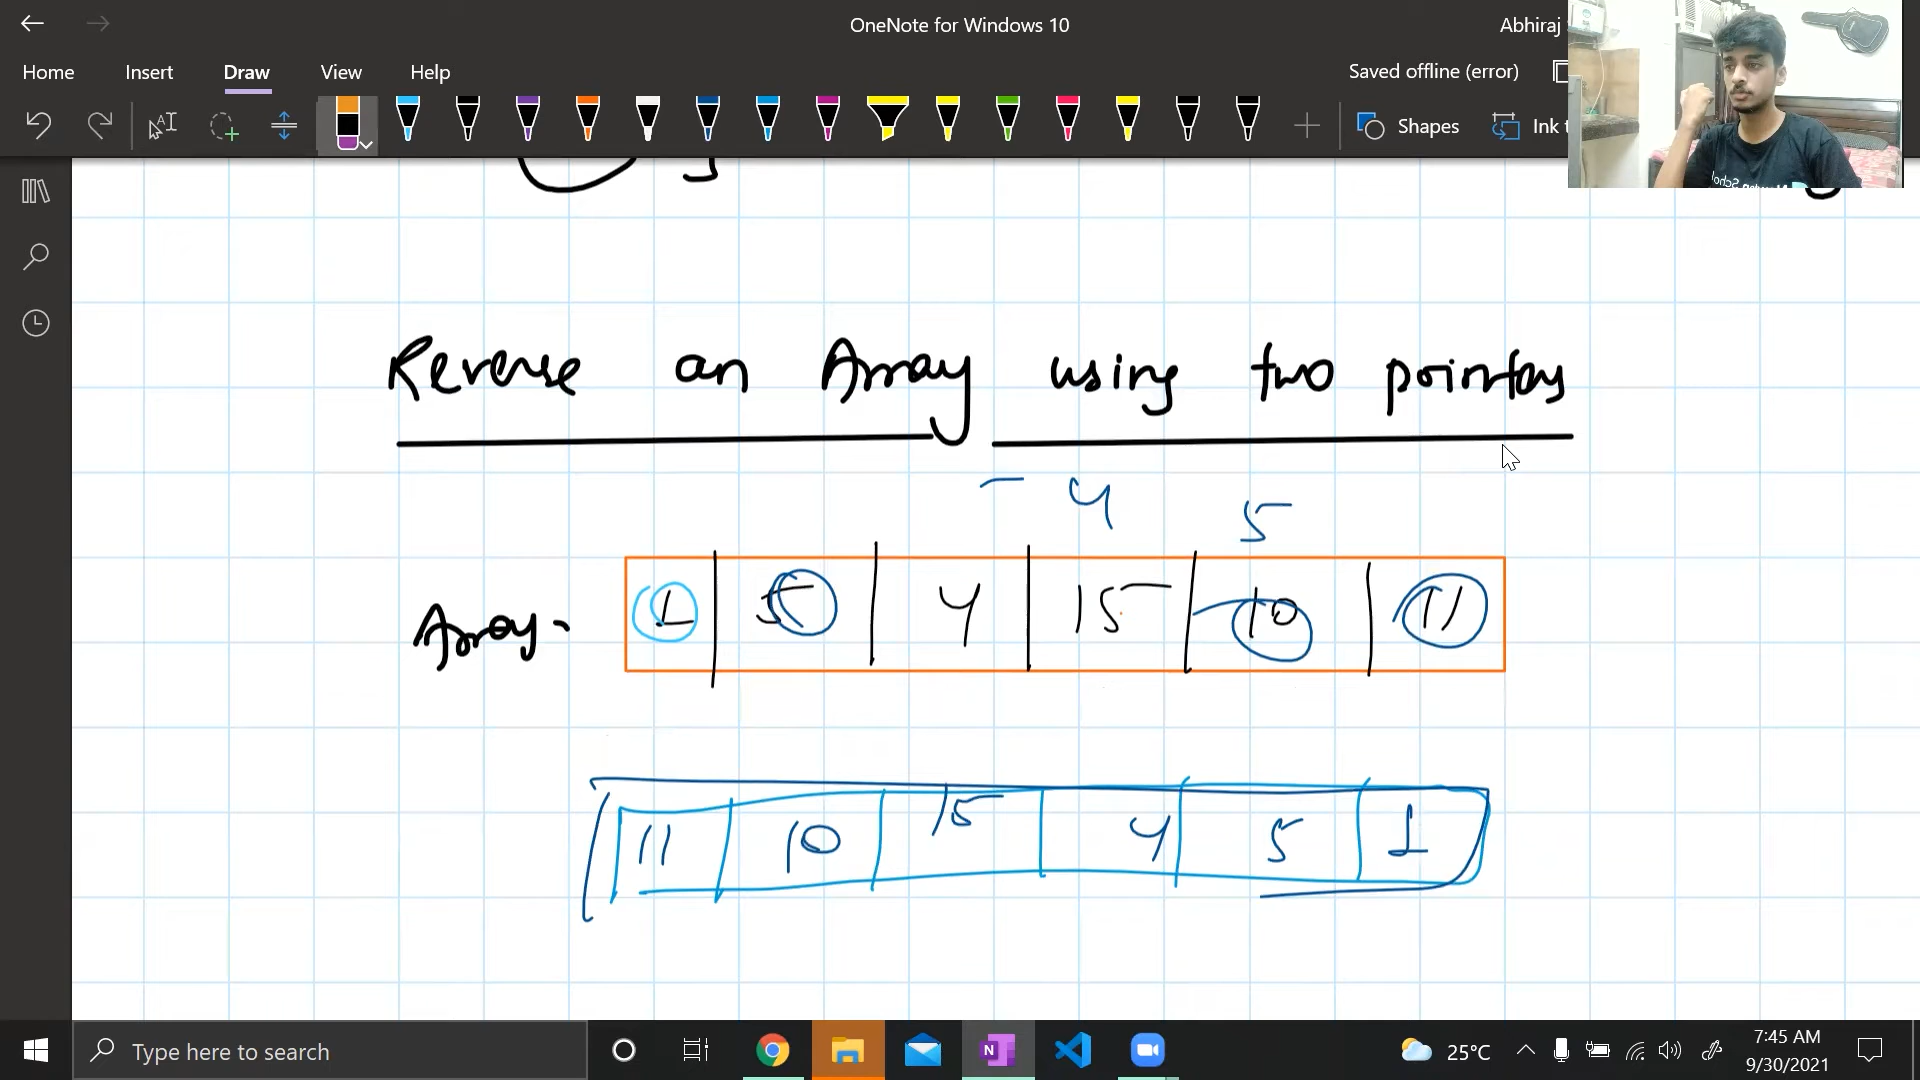 OneNote for Windows 10
Abhiraj
Home Insert Draw View Help
Saved offline (error)
Shapes
Ink t
Reverse an Array using two pointers
4 5
Array- 1 5 4 15 10 11
11 10 15 4 5 1
Type here to search
25°C
7:45 AM
9/30/2021